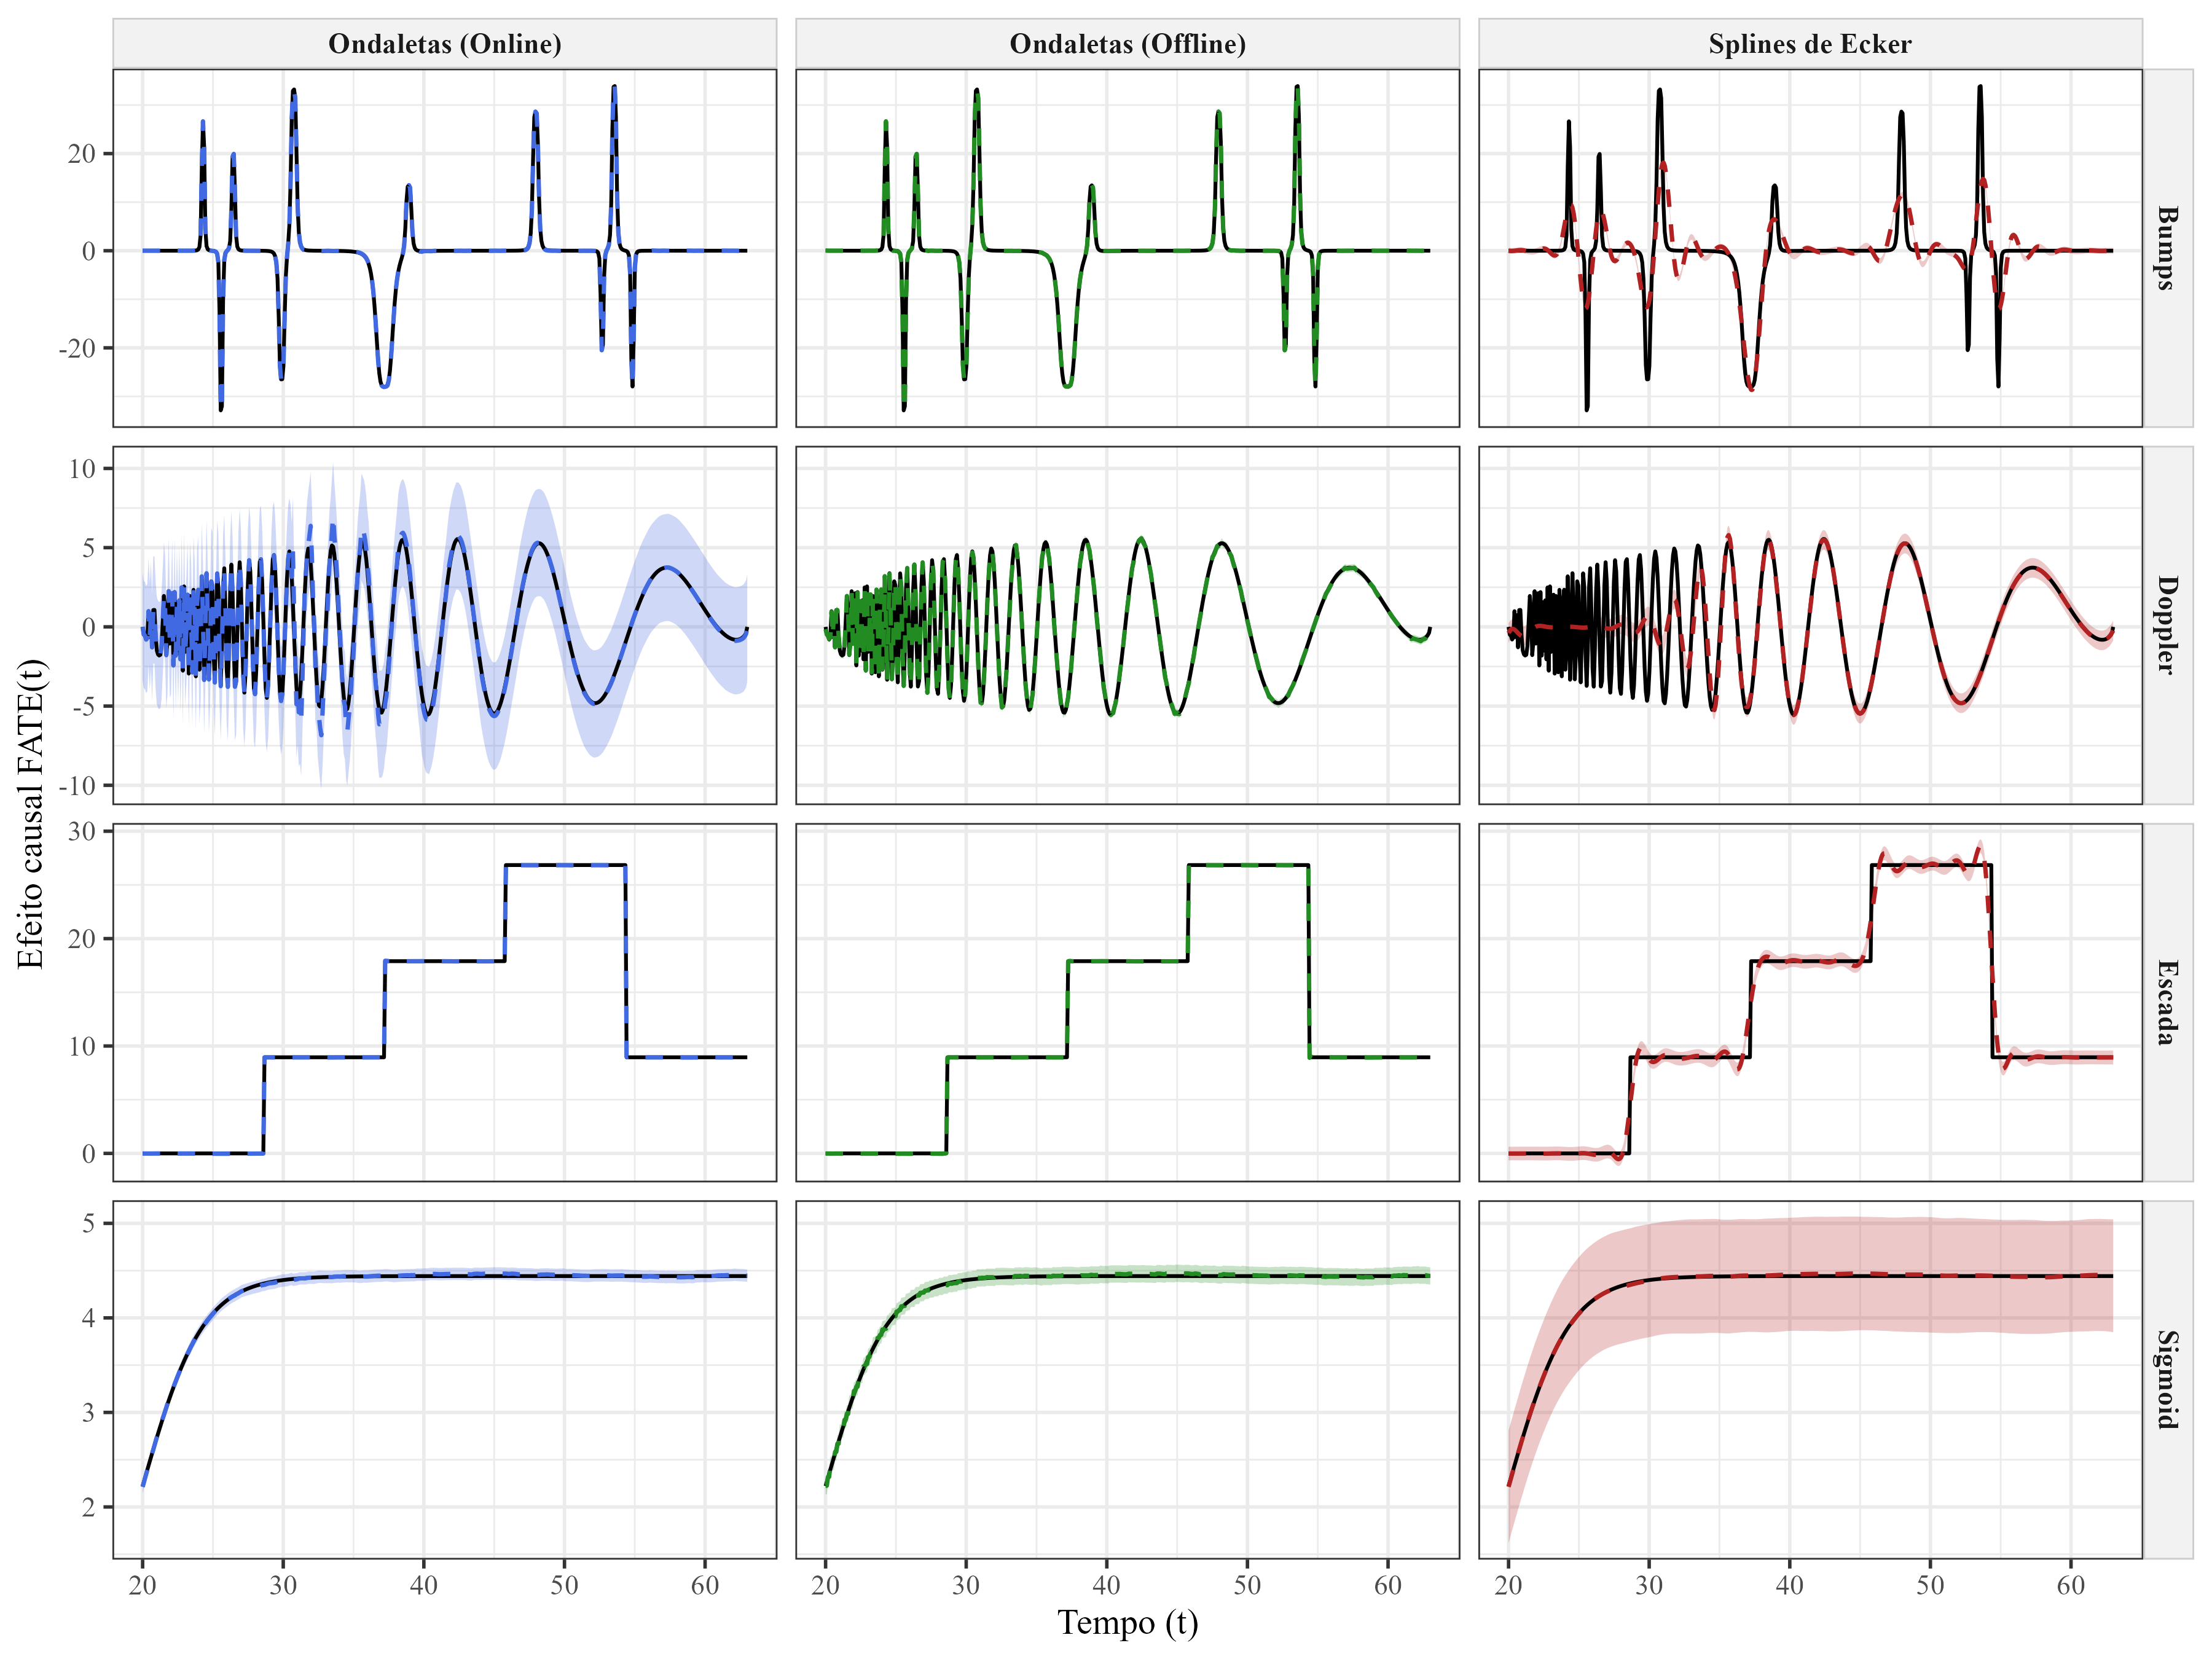 Ondaletas (Online)
Ondaletas (Offline)
Splines de Ecker
20
0
-20
Bumps
10
5
0
-5
-10
Doppler
30
20
10
0
Escada
5
4
3
2
Sigmoid
Efeito causal FATE(t)
20 30 40 50 60
20 30 40 50 60
20 30 40 50 60
Tempo (t)